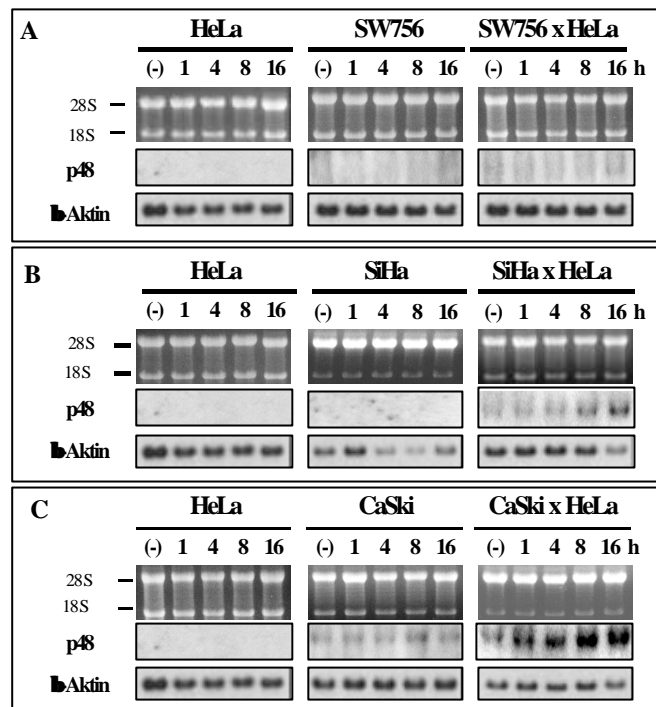 A
HeLa SW756 SW756 x HeLa
(-) 1 4 8 16 (-) 1 4 8 16 (-) 1 4 8 16 h
28S
18S
p48
b-Aktin
B
HeLa SiHa SiHa x HeLa
(-) 1 4 8 16 (-) 1 4 8 16 (-) 1 4 8 16 h
28S
18S
p48
b-Aktin
C
HeLa CaSki CaSki x HeLa
(-) 1 4 8 16 (-) 1 4 8 16 (-) 1 4 8 16 h
28S
18S
p48
b-Aktin